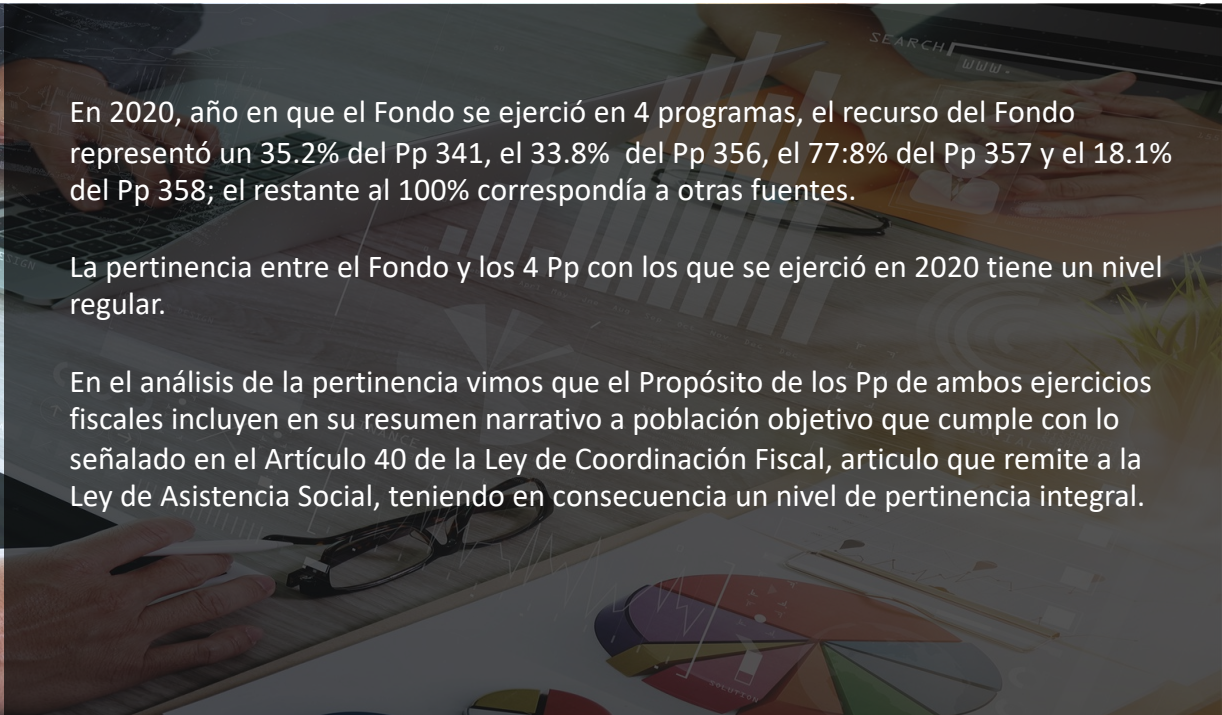 SEARCH
www.
En 2020, año en que el Fondo se ejerció en 4 programas, el recurso del Fondo
representó un 35.2% del Pp 341, el 33.8%  del Pp 356, el 77:8% del Pp 357 y el 18.1%
del Pp 358; el restante al 100% correspondía a otras fuentes.
La pertinencia entre el Fondo y los 4 Pp con los que se ejerció en 2020 tiene un nivel
regular.
En el análisis de la pertinencia vimos que el Propósito de los Pp de ambos ejercicios
fiscales incluyen en su resumen narrativo a población objetivo que cumple con lo
señalado en el Artículo 40 de la Ley de Coordinación Fiscal, articulo que remite a la
Ley de Asistencia Social, teniendo en consecuencia un nivel de pertinencia integral.
SOLUTION